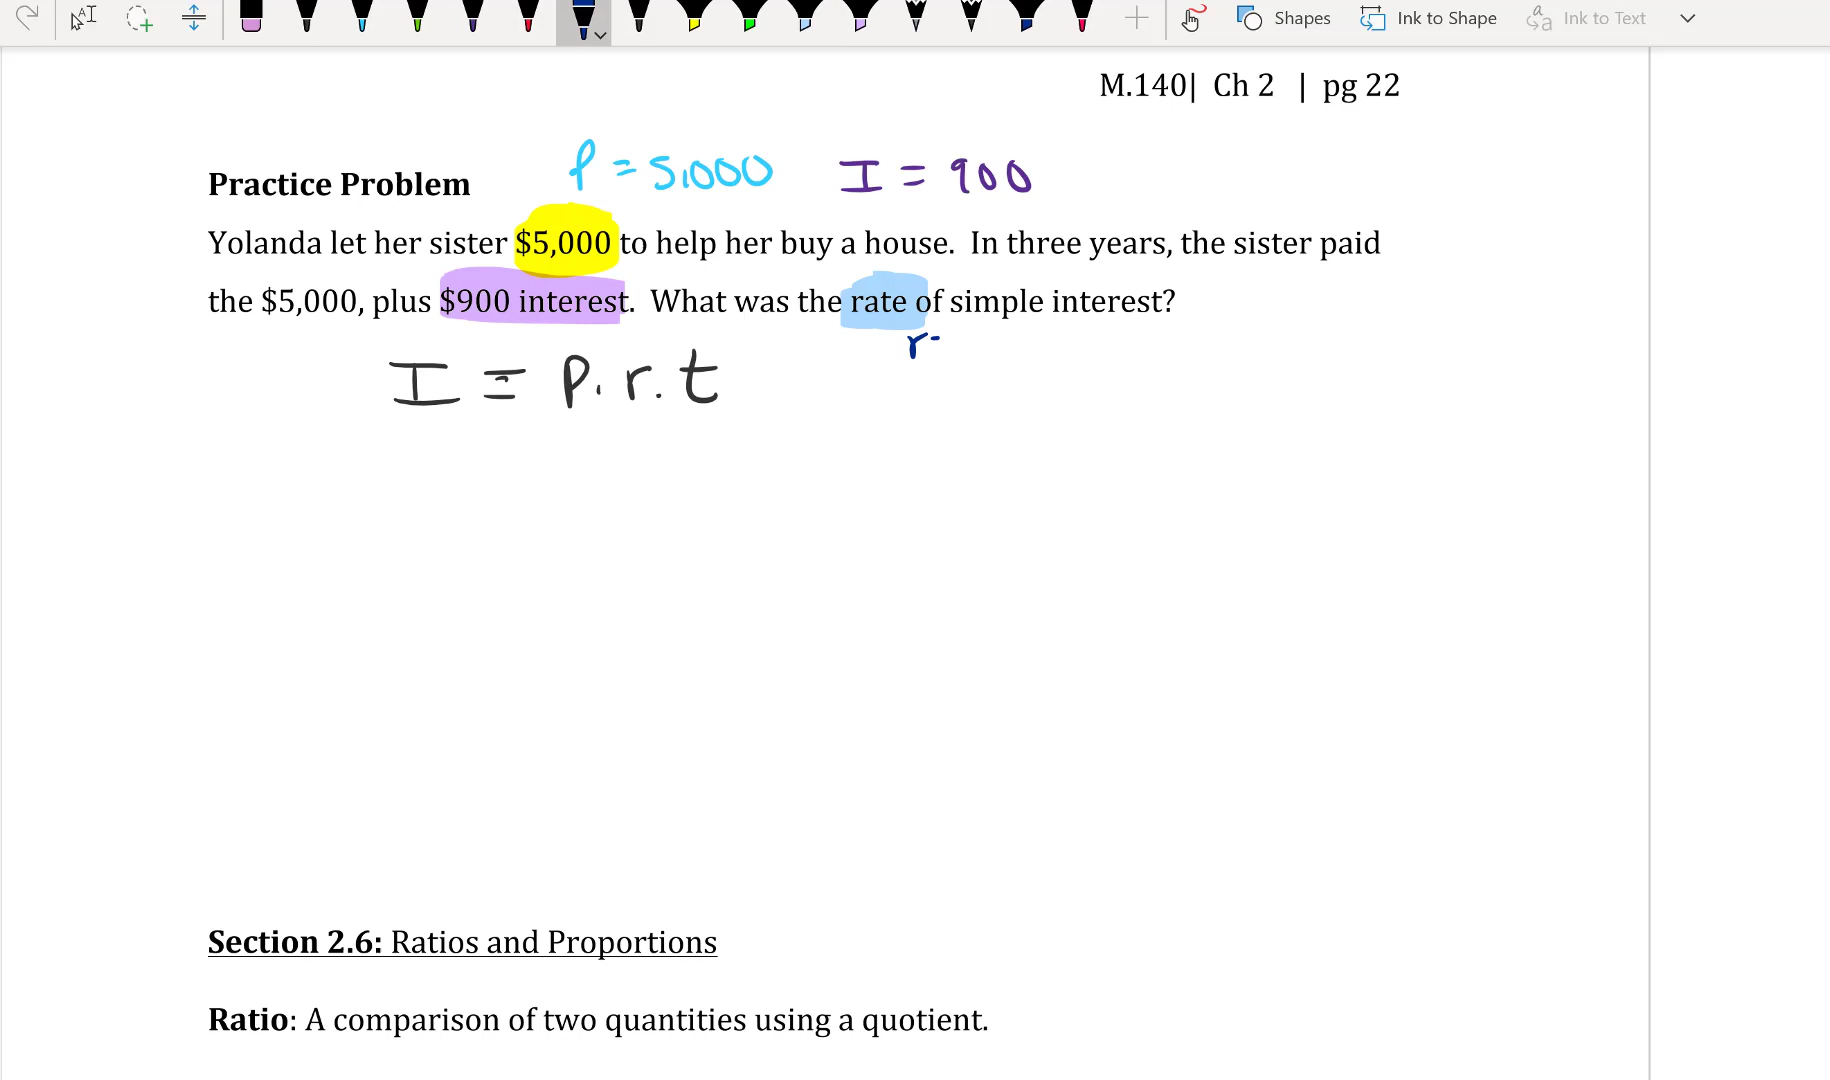 Shapes Ink to Shape Ink to Text
M.140| Ch 2 | pg 22
P = 5,000 I = 900
Practice Problem
Yolanda let her sister $5,000 to help her buy a house. In three years, the sister paid
the $5,000, plus $900 interest. What was the rate of simple interest?
r-
I = P. r. t
Section 2.6: Ratios and Proportions
Ratio: A comparison of two quantities using a quotient.